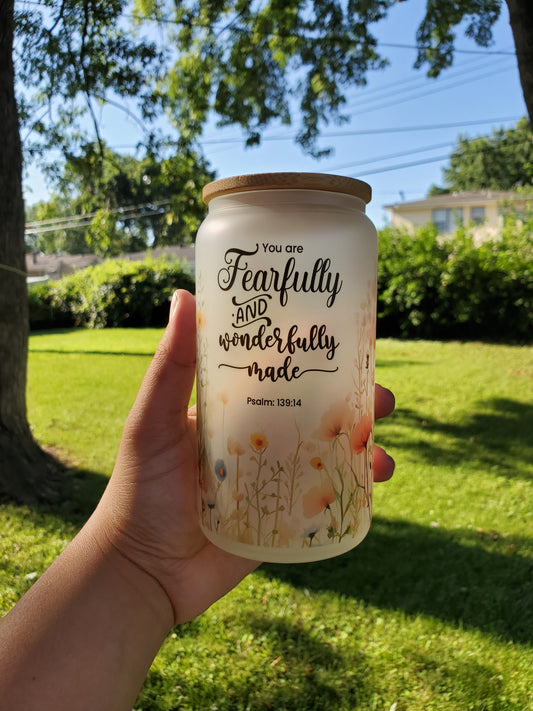 You are
Fearfully
AND
wonderfully
made
Psalm: 139:14